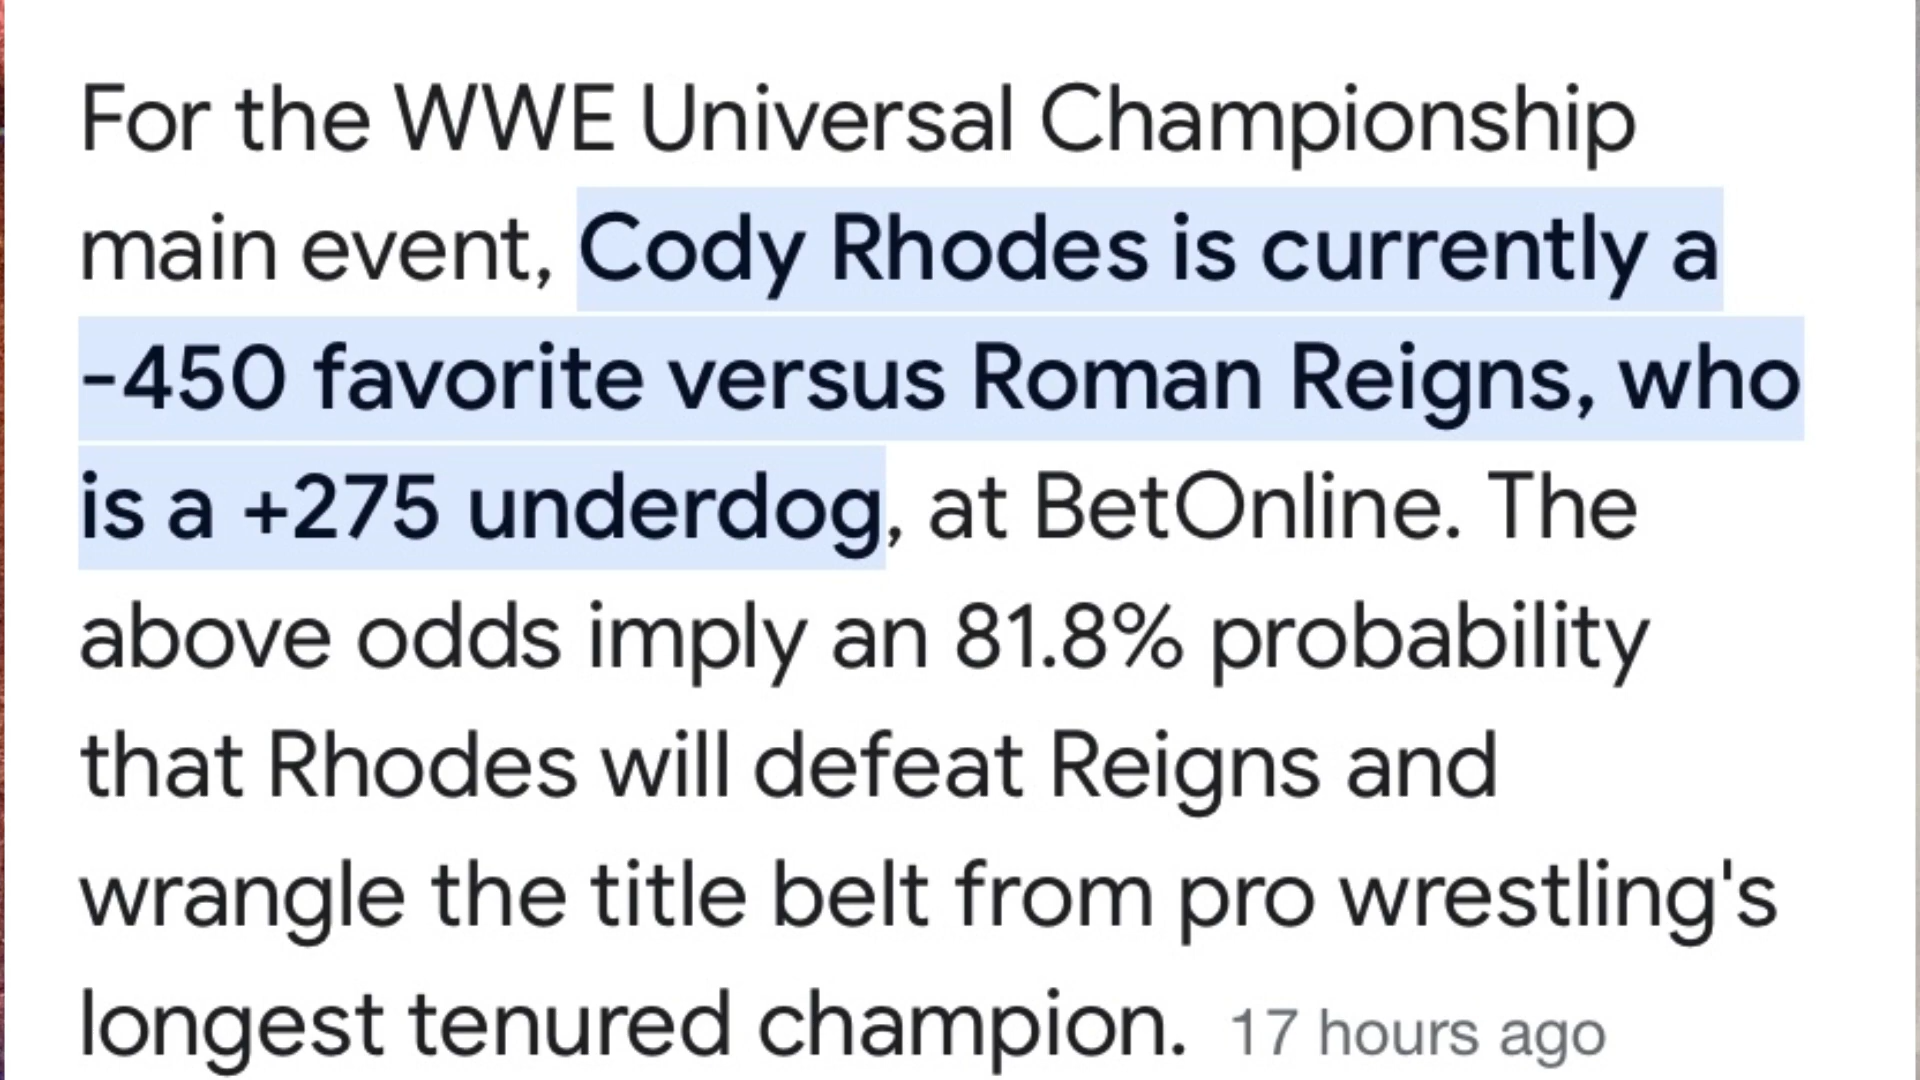 For the WWE Universal Championship
main event, Cody Rhodes is currently a
-450 favorite versus Roman Reigns, who
is a +275 underdog, at BetOnline. The
above odds imply an 81.8% probability
that Rhodes will defeat Reigns and
wrangle the title belt from pro wrestling's
longest tenured champion. 17 hours ago